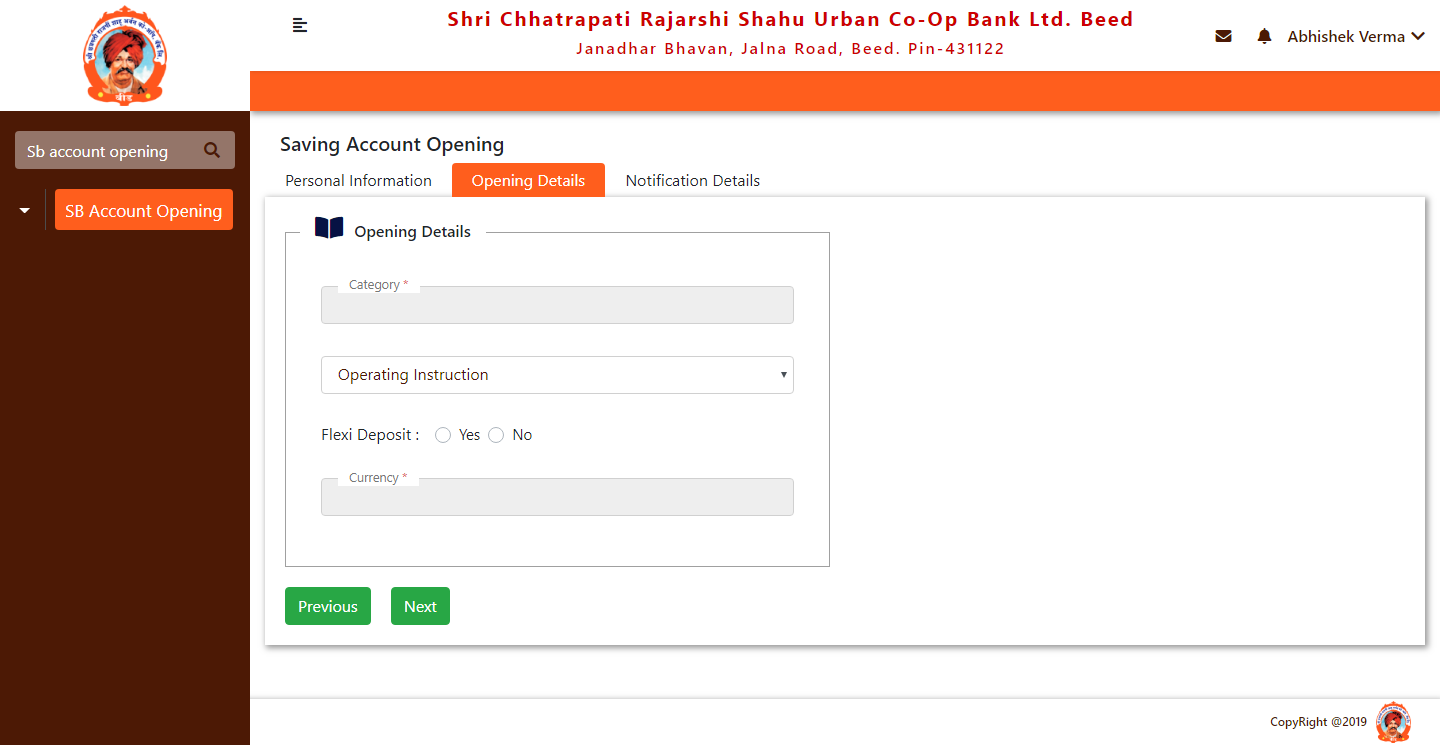 Shri Chhatrapati Rajarshi Shahu Urban Co-Op Bank Ltd. Beed
Janadhar Bhavan, Jalna Road, Beed. Pin-431122
Abhishek Verma
बीड
Sb account opening
SB Account Opening
Saving Account Opening
Personal Information
Opening Details
Notification Details
Opening Details
Category *
Operating Instruction
Flexi Deposit : Yes No
Currency *
Previous
Next
CopyRight @2019